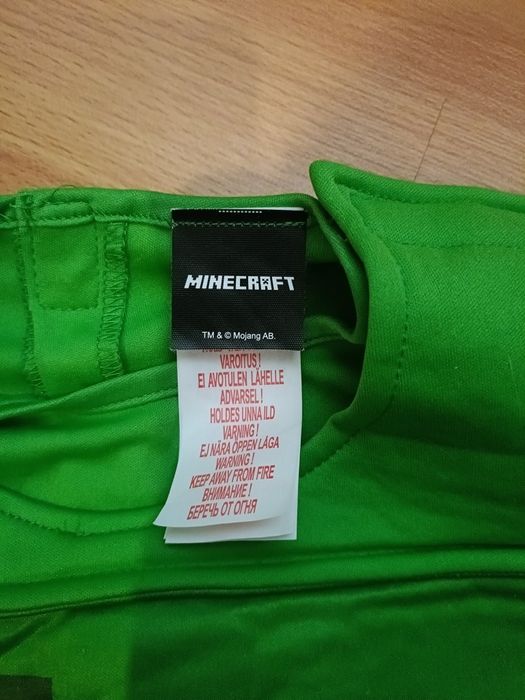 MINECRAFT
TM & © Mojang AB.
VAROITUS !
EI AVOTULEN LÄHELLE
ADVARSEL !
HOLDES UNNA ILD
VARNING !
EJ NÄRA ÖPPEN LÅGA
WARNING !
KEEP AWAY FROM FIRE
ВНИМАНИЕ !
БЕРЕЧЬ ОТ ОГНЯ